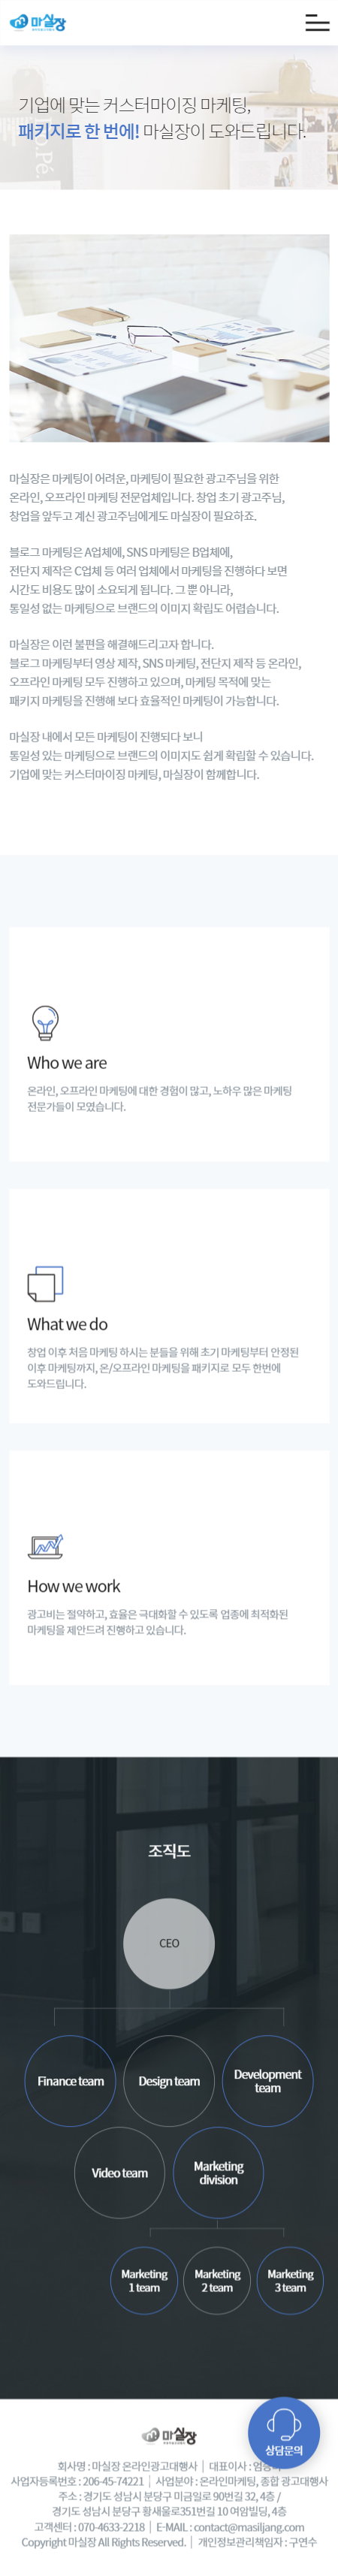 마실장
기업에 맞는 커스터마이징 마케팅,
패키지로 한 번에! 마실장이 도와드립니다.
마실장은 마케팅이 어려운, 마케팅이 필요한 광고주님을 위한
온라인, 오프라인 마케팅 전문업체입니다. 창업 초기 광고주님,
창업을 앞두고 계신 광고주님에게도 마실장이 필요하죠.
블로그 마케팅은 A업체에, SNS 마케팅은 B업체에,
전단지 제작은 C업체 등 여러 업체에서 마케팅을 진행하다 보면
시간도 비용도 많이 소요되게 됩니다. 그 뿐 아니라,
통일성 없는 마케팅으로 브랜드의 이미지 확립도 어렵습니다.
마실장은 이런 불편을 해결해드리고자 합니다.
블로그 마케팅부터 영상 제작, SNS 마케팅, 전단지 제작 등 온라인,
오프라인 마케팅 모두 진행하고 있으며, 마케팅 목적에 맞는
패키지 마케팅을 진행해 보다 효율적인 마케팅이 가능합니다.
마실장 내에서 모든 마케팅이 진행되다 보니
통일성 있는 마케팅으로 브랜드의 이미지도 쉽게 확립할 수 있습니다.
기업에 맞는 커스터마이징 마케팅, 마실장이 함께합니다.
Who we are
온라인, 오프라인 마케팅에 대한 경험이 많고, 노하우 많은 마케팅
전문가들이 모였습니다.
What we do
창업 이후 처음 마케팅 하시는 분들을 위해 초기 마케팅부터 안정된
이후 마케팅까지, 온/오프라인 마케팅을 패키지로 모두 한번에
도와드립니다.
How we work
광고비는 절약하고, 효율은 극대화할 수 있도록 업종에 최적화된
마케팅을 제안드려 진행하고 있습니다.
조직도
CEO
Finance team
Design team
Development
team
Video team
Marketing
division
Marketing
1 team
Marketing
2 team
Marketing
3 team
마실장
상담문의
회사명 : 마실장 온라인광고대행사 | 대표이사 :
사업자등록번호 : 206-45-74221 | 사업분야 : 온라인마케팅, 종합 광고대행사
주소 : 경기도 성남시 분당구 미금일로 90번길 32, 4층 /
경기도 성남시 분당구 황새울로351번길 10 여암빌딩, 4층
고객센터 : 070-4633-2218 | E-MAIL : contact@masiljang.com
Copyright 마실장 All Rights Reserved. | 개인정보관리책임자 : 구연수